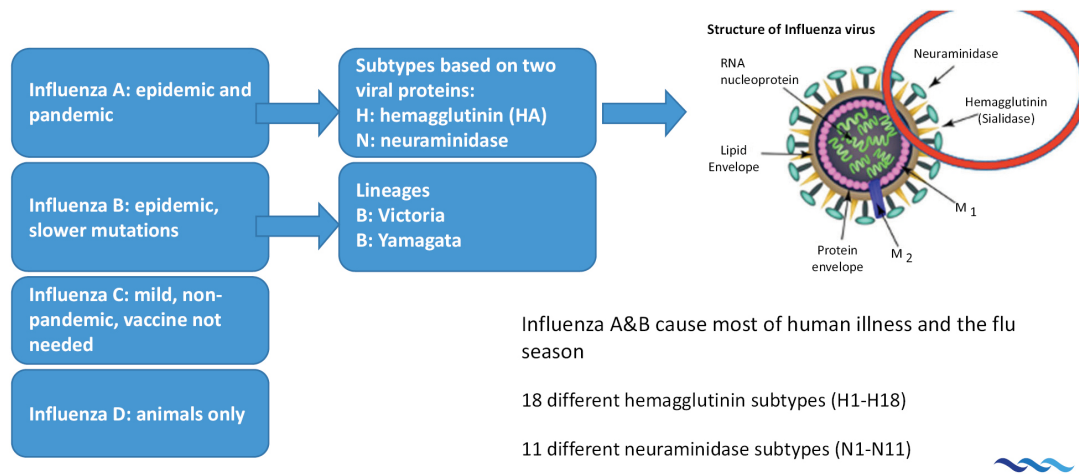 Influenza A: epidemic and
pandemic
Subtypes based on two
viral proteins:
H: hemagglutinin (HA)
N: neuraminidase
Influenza B: epidemic,
slower mutations
Lineages
B: Victoria
B: Yamagata
Influenza C: mild, non-
pandemic, vaccine not
needed
Influenza D: animals only
Structure of Influenza virus
RNA
nucleoprotein
Neuraminidase
Hemagglutinin
(Sialidase)
Lipid
Envelope
M 1
Protein
envelope
M 2
Influenza A&B cause most of human illness and the flu
season
18 different hemagglutinin subtypes (H1-H18)
11 different neuraminidase subtypes (N1-N11)